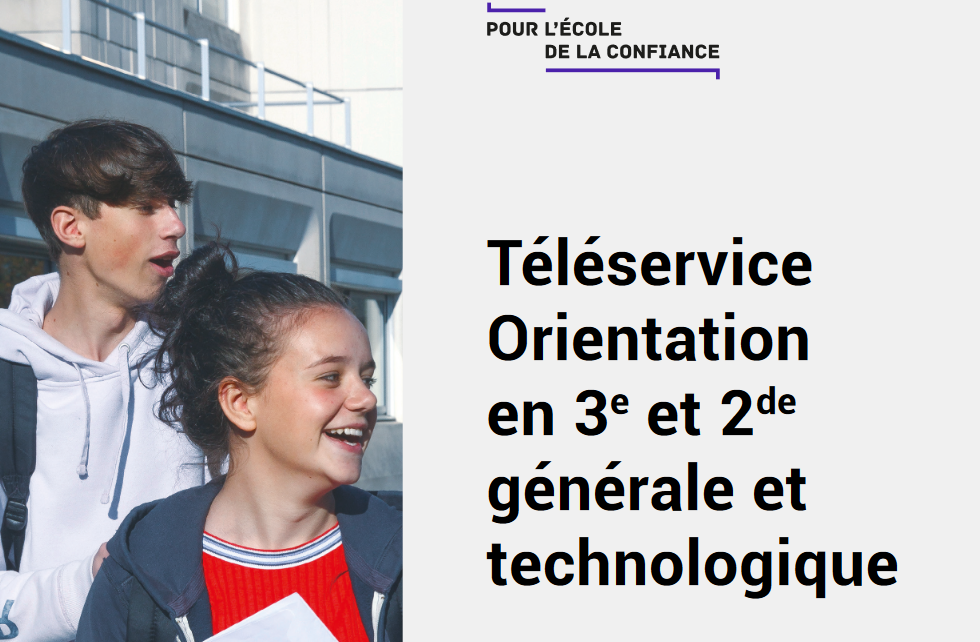 POUR L'ÉCOLE
DE LA CONFIANCE
Téléservice
Orientation
en 3e et 2de
générale et
technologique